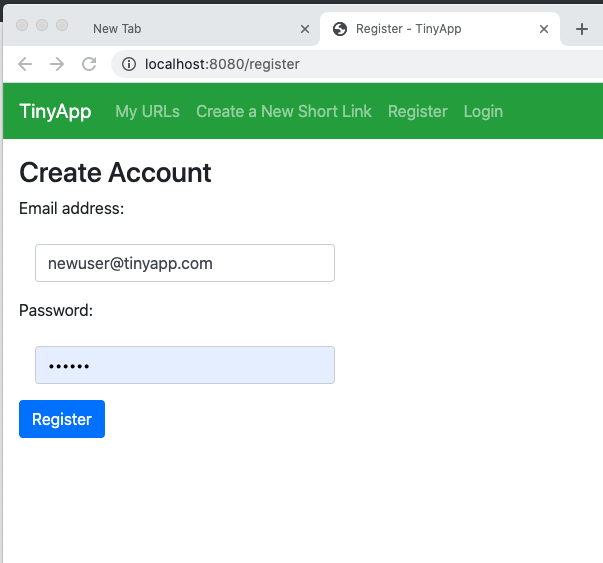 New Tab
Register - TinyApp
localhost:8080/register
TinyApp My URLs Create a New Short Link Register Login
Create Account
Email address:
newuser@tinyapp.com
Password:
••••••
Register